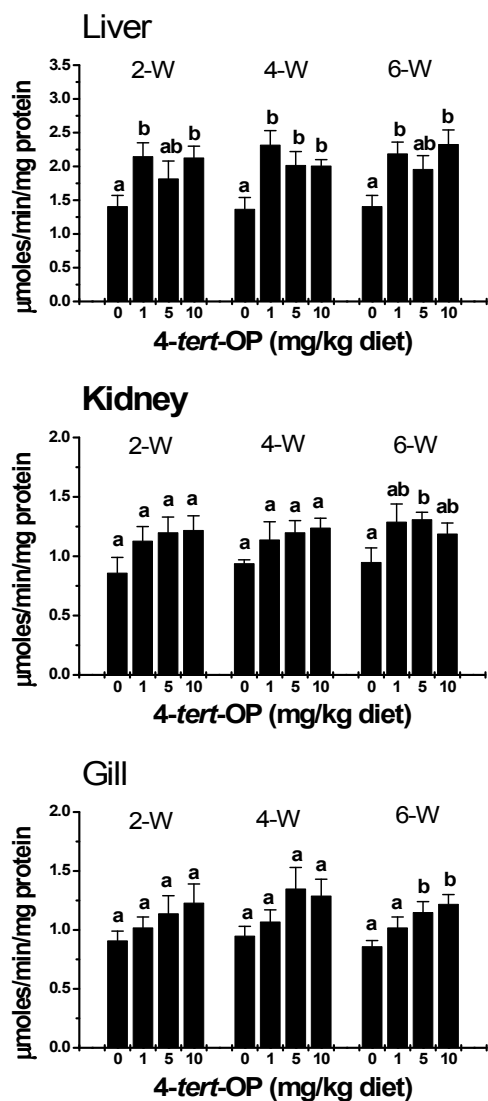 Liver
2-W 4-W 6-W
3.5
3.0
2.5
2.0
1.5
1.0
0.5
0.0
µmoles/min/mg protein
a b ab b a b b b a b ab b
0 1 5 10 0 1 5 10 0 1 5 10
4-tert-OP (mg/kg diet)
Kidney
2-W 4-W 6-W
2.0
1.5
1.0
0.5
0.0
µmoles/min/mg protein
a a a a a a a a a ab b ab
0 1 5 10 0 1 5 10 0 1 5 10
4-tert-OP (mg/kg diet)
Gill
2-W 4-W 6-W
2.0
1.5
1.0
0.5
0.0
µmoles/min/mg protein
a a a a a a a a a a b b
0 1 5 10 0 1 5 10 0 1 5 10
4-tert-OP (mg/kg diet)